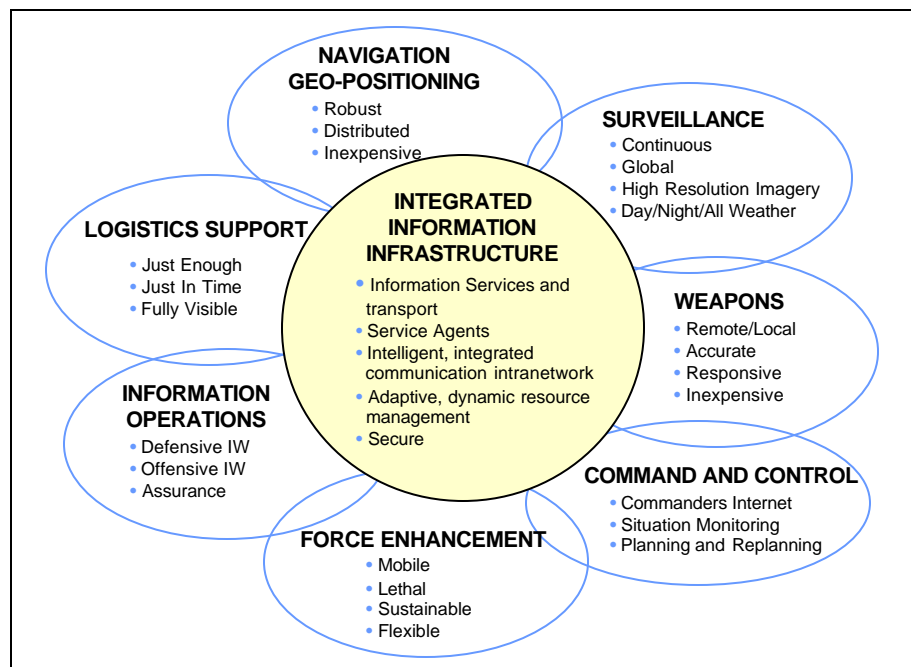 NAVIGATION
GEO-POSITIONING
• Robust
• Distributed
• Inexpensive
SURVEILLANCE
• Continuous
• Global
• High Resolution Imagery
• Day/Night/All Weather
LOGISTICS SUPPORT
• Just Enough
• Just In Time
• Fully Visible
INTEGRATED
INFORMATION
INFRASTRUCTURE
• Information Services and
transport
• Service Agents
• Intelligent, integrated
communication intranetwork
• Adaptive, dynamic resource
management
• Secure
WEAPONS
• Remote/Local
• Accurate
• Responsive
• Inexpensive
INFORMATION
OPERATIONS
• Defensive IW
• Offensive IW
• Assurance
COMMAND AND CONTROL
• Commanders Internet
• Situation Monitoring
• Planning and Replanning
FORCE ENHANCEMENT
• Mobile
• Lethal
• Sustainable
• Flexible